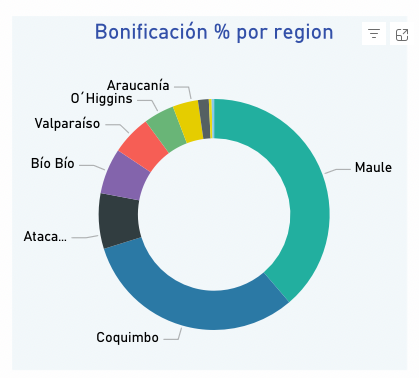 Bonificación % por region
Araucanía
O´Higgins
Valparaíso
Maule
Bío Bío
Ataca...
Coquimbo